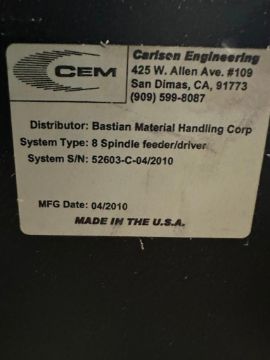 CEM
Carlson Engineering
425 W. Allen Ave. #109
San Dimas, CA, 91773
(909) 599-8087
Distributor: Bastian Material Handling Corp
System Type: 8 Spindle feeder/driver
System S/N: 52603-C-04/2010
MFG Date: 04/2010
MADE IN THE U.S.A.